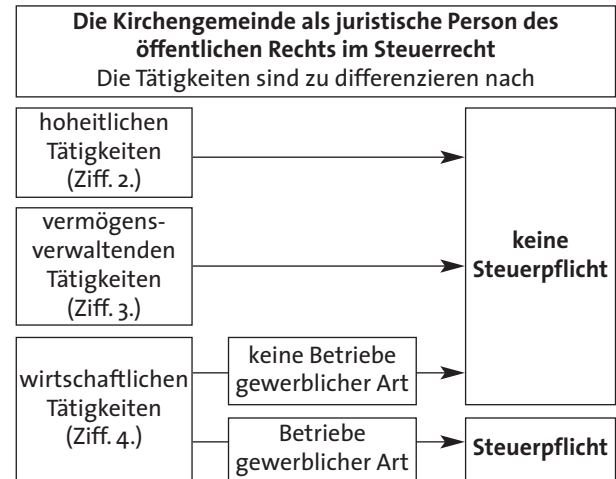 Die Kirchengemeinde als juristische Person des
öffentlichen Rechts im Steuerrecht
Die Tätigkeiten sind zu differenzieren nach
hoheitlichen
Tätigkeiten
(Ziff. 2.)
vermögens-
verwaltenden
Tätigkeiten
(Ziff. 3.)
keine
Steuerpflicht
wirtschaftlichen
Tätigkeiten
(Ziff. 4.)
keine Betriebe
gewerblicher Art
Betriebe
gewerblicher Art
Steuerpflicht